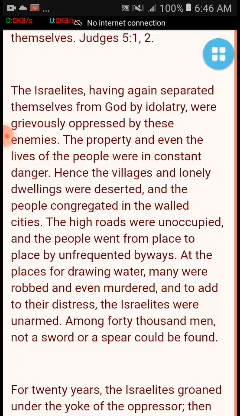 100% 6:46 AM
0.0KB/s 0.0KB/s No internet connection
themselves. Judges 5:1, 2.
The Israelites, having again separated
themselves from God by idolatry, were
grievously oppressed by these
enemies. The property and even the
lives of the people were in constant
danger. Hence the villages and lonely
dwellings were deserted, and the
people congregated in the walled
cities. The high roads were unoccupied,
and the people went from place to
place by unfrequented byways. At the
places for drawing water, many were
robbed and even murdered, and to add
to their distress, the Israelites were
unarmed. Among forty thousand men,
not a sword or a spear could be found.
For twenty years, the Israelites groaned
under the yoke of the oppressor; then